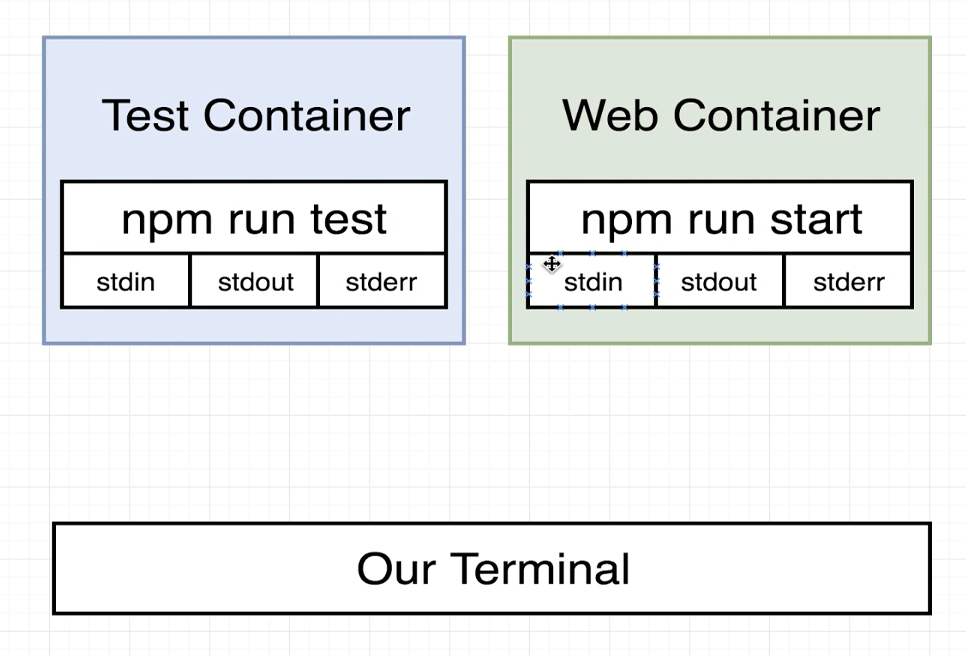 Test Container
npm run test
stdin
stdout
stderr
Web Container
npm run start
stdin
stdout
stderr
Our Terminal